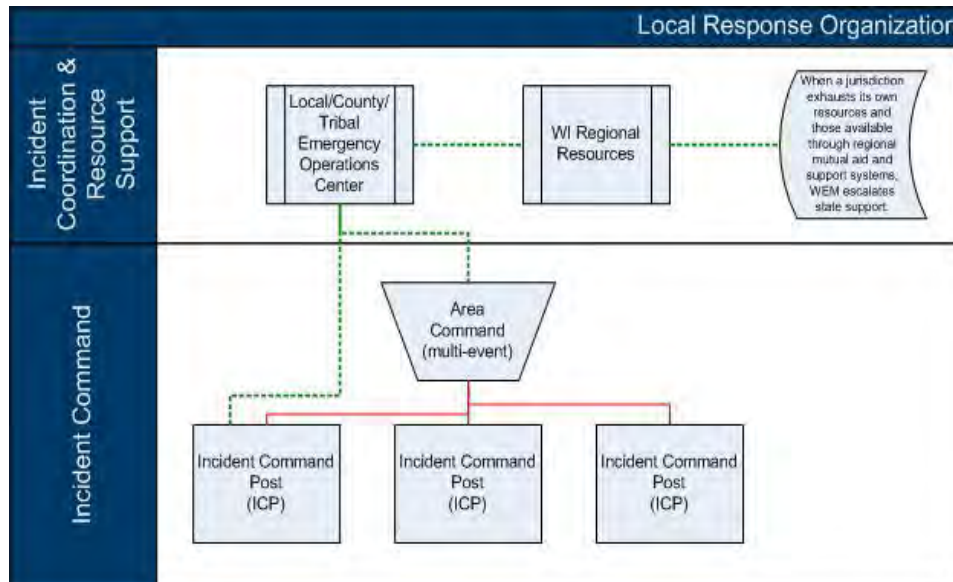 Local Response Organization
Incident
Coordination &
Resource
Support
Local/County/
Tribal
Emergency
Operations
Center
WI Regional
Resources
When a jurisdiction
exhausts its own
resources and
those available
through regional
mutual aid and
support systems,
WEM escalates
state support.
Incident Command
Area
Command
(multi-event)
Incident Command
Post
(ICP)
Incident Command
Post
(ICP)
Incident Command
Post
(ICP)